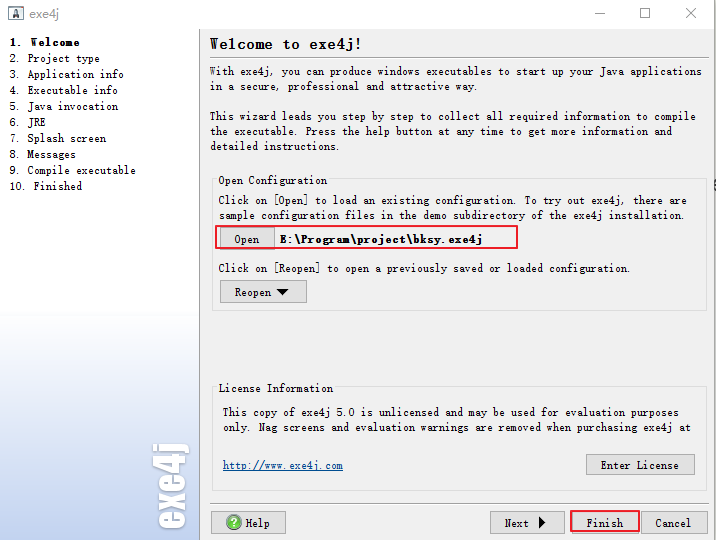 exe4j
1. Welcome
2. Project type
3. Application info
4. Executable info
5. Java invocation
6. JRE
7. Splash screen
8. Messages
9. Compile executable
10. Finished
exe4j
Welcome to exe4j!
With exe4j, you can produce windows executables to start up your Java applications
in a secure, professional and attractive way.
This wizard leads you step by step to collect all required information to compile
the executable. Press the help button at any time to get more information and
detailed instructions.
Open Configuration
Click on [Open] to load an existing configuration. To try out exe4j, there are
sample configuration files in the demo subdirectory of the exe4j installation.
Open E:\Program\project\bksy.exe4j
Click on [Reopen] to open a previously saved or loaded configuration.
Reopen
License Information
This copy of exe4j 5.0 is unlicensed and may be used for evaluation purposes
only. Nag screens and evaluation warnings are removed when purchasing exe4j at
http://www.exe4j.com
Enter License
Help Next Finish Cancel